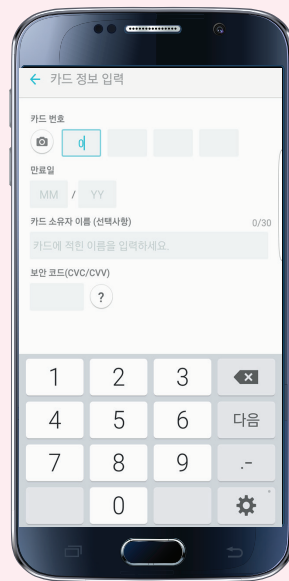 카드 정보 입력
카드 번호
0
만료일
MM / YY
카드 소유자 이름 (선택사항) 0/30
카드에 적힌 이름을 입력하세요.
보안 코드(CVC/CVV)
?
1 2 3
4 5 6 다음
7 8 9 .-
0